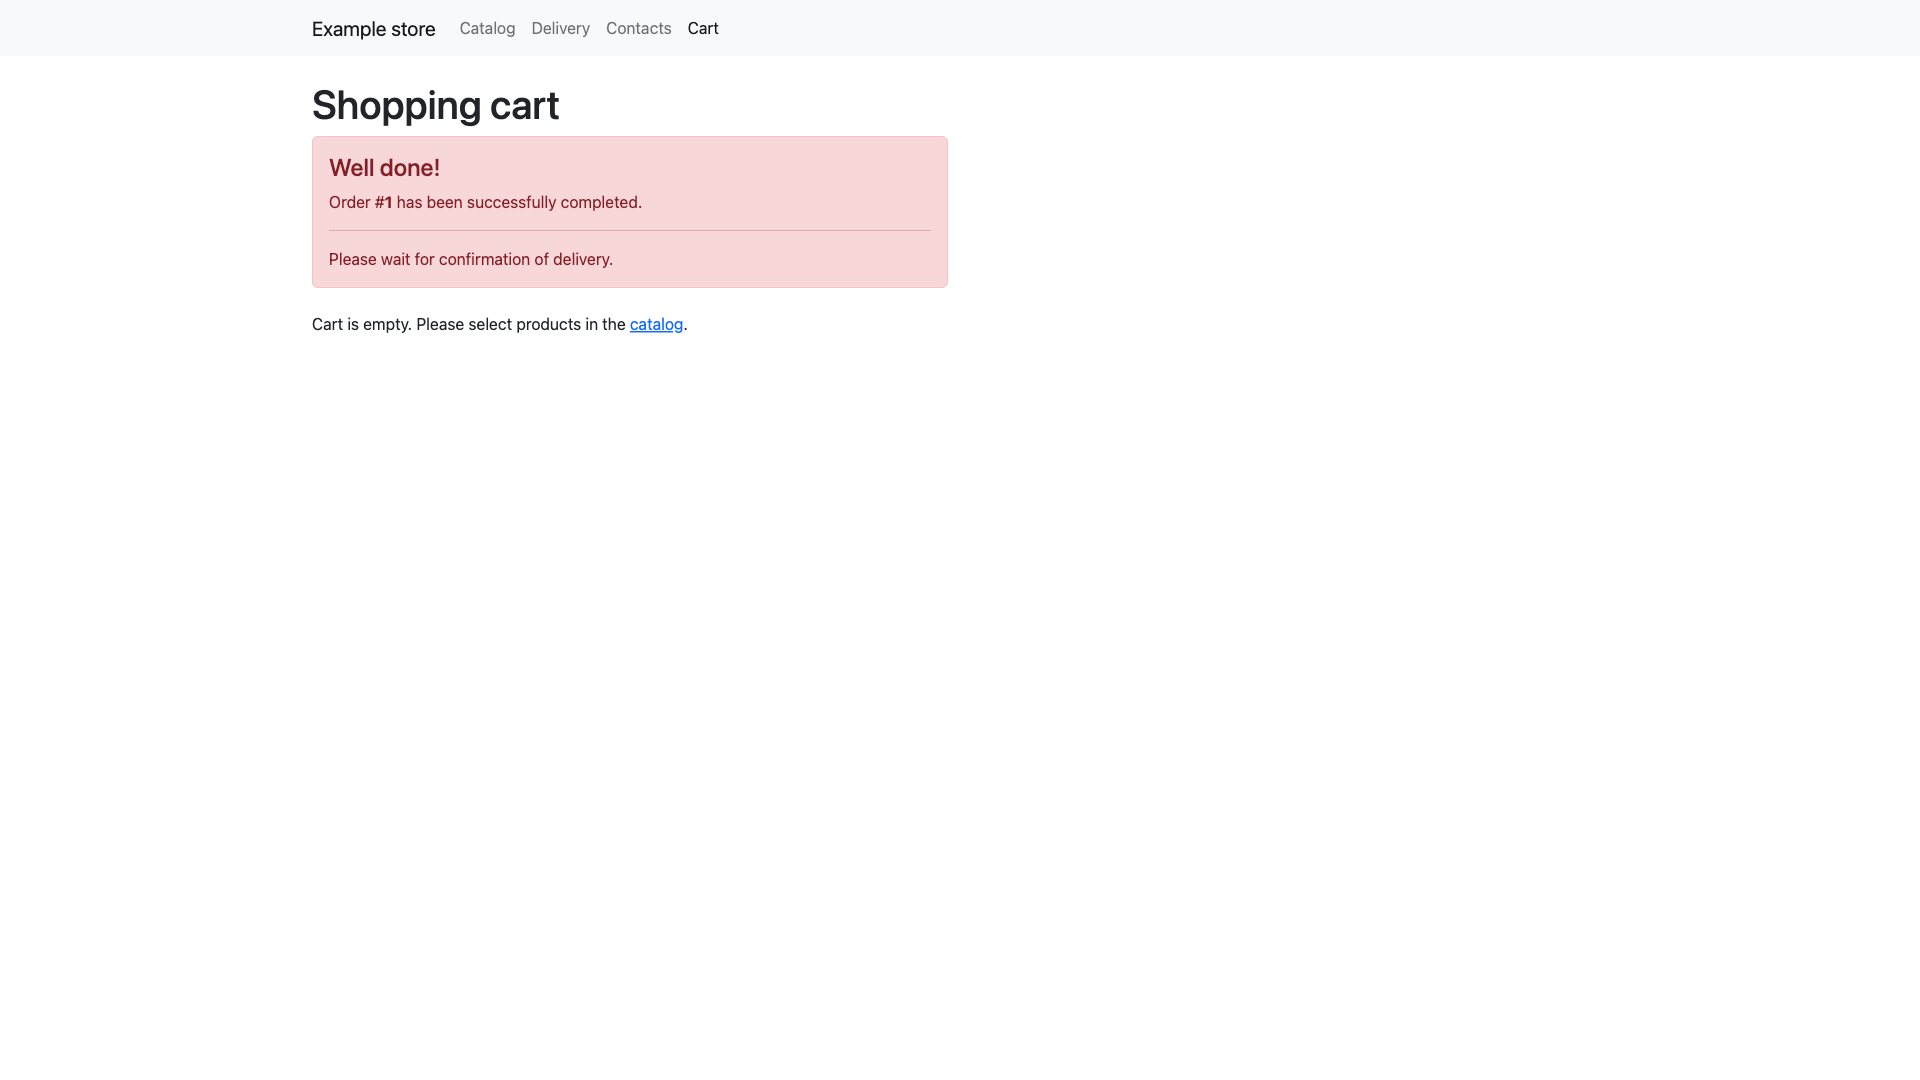 Example store Catalog Delivery Contacts Cart
Shopping cart
Well done!
Order #1 has been successfully completed.
Please wait for confirmation of delivery.
Cart is empty. Please select products in the catalog.